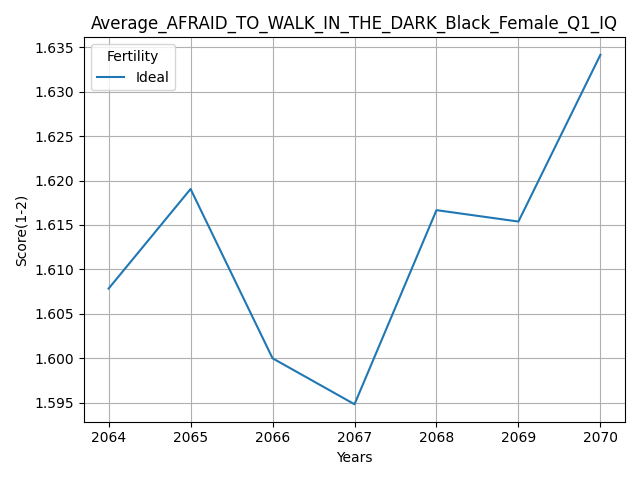 Average_AFRAID_TO_WALK_IN_THE_DARK_Black_Female_Q1_IQ
Fertility
Ideal
1.635
1.630
1.625
1.620
1.615
1.610
1.605
1.600
1.595
Score(1-2)
2064 2065 2066 2067 2068 2069 2070
Years